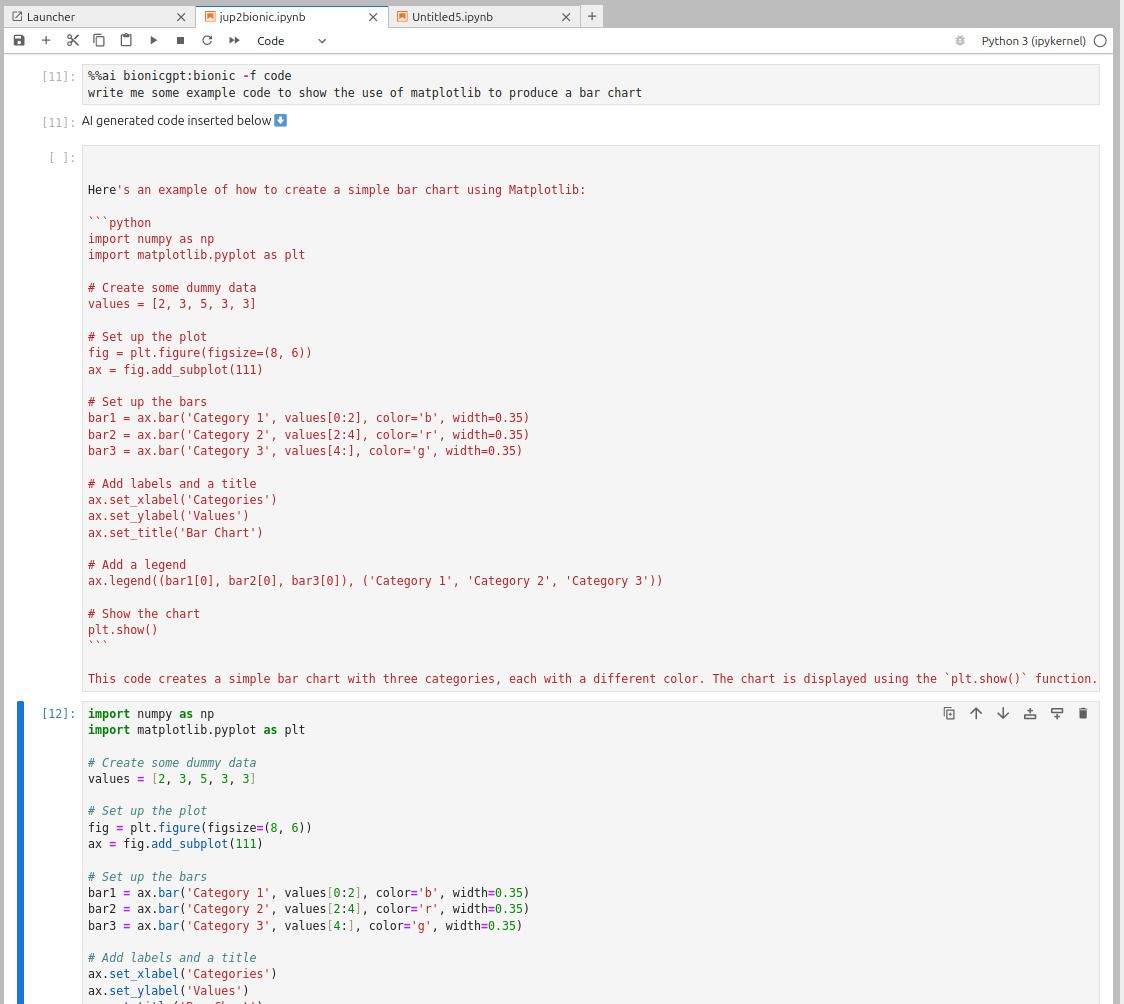 Launcher
jup2bionic.ipynb
Untitled5.ipynb
Code
Python 3 (ipykernel)
[11]:
%%ai bionicgpt:bionic -f code
write me some example code to show the use of matplotlib to produce a bar chart
[11]:
AI generated code inserted below ⬇️
[ ]:
Here's an example of how to create a simple bar chart using Matplotlib:
```python
import numpy as np
import matplotlib.pyplot as plt
# Create some dummy data
values = [2, 3, 5, 3, 3]
# Set up the plot
fig = plt.figure(figsize=(8, 6))
ax = fig.add_subplot(111)
# Set up the bars
bar1 = ax.bar('Category 1', values[0:2], color='b', width=0.35)
bar2 = ax.bar('Category 2', values[2:4], color='r', width=0.35)
bar3 = ax.bar('Category 3', values[4:], color='g', width=0.35)
# Add labels and a title
ax.set_xlabel('Categories')
ax.set_ylabel('Values')
ax.set_title('Bar Chart')
# Add a legend
ax.legend((bar1[0], bar2[0], bar3[0]), ('Category 1', 'Category 2', 'Category 3'))
# Show the chart
plt.show()
```
This code creates a simple bar chart with three categories, each with a different color. The chart is displayed using the `plt.show()` function.
[12]:
import numpy as np
import matplotlib.pyplot as plt
# Create some dummy data
values = [2, 3, 5, 3, 3]
# Set up the plot
fig = plt.figure(figsize=(8, 6))
ax = fig.add_subplot(111)
# Set up the bars
bar1 = ax.bar('Category 1', values[0:2], color='b', width=0.35)
bar2 = ax.bar('Category 2', values[2:4], color='r', width=0.35)
bar3 = ax.bar('Category 3', values[4:], color='g', width=0.35)
# Add labels and a title
ax.set_xlabel('Categories')
ax.set_ylabel('Values')